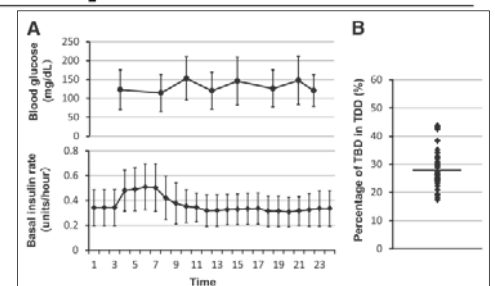 A
B
Blood glucose
(mg/dL)
250
200
150
100
50
0
Basal insulin rate
(units/hour)
0.8
0.6
0.4
0.2
0
1 3 5 7 9 11 13 15 17 19 21 23
Time
Percentage of TBD in TDD (%)
60
50
40
30
20
10
0